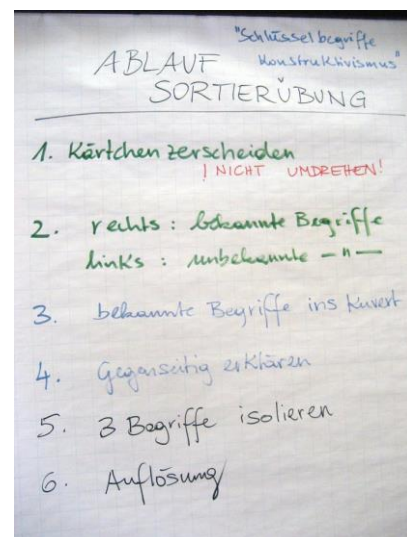 "Schlüsselbegriffe
Konstruktivismus"
ABLAUF
SORTIERÜBUNG
1. Kärtchen zerscheiden
! NICHT UMDREHEN!
2. rechts : bekannte Begriffe
links : unbekannte — " —
3. bekannte Begriffe ins Kuvert
4. Gegenseitig erklären
5. 3 Begriffe isolieren
6. Auflösung